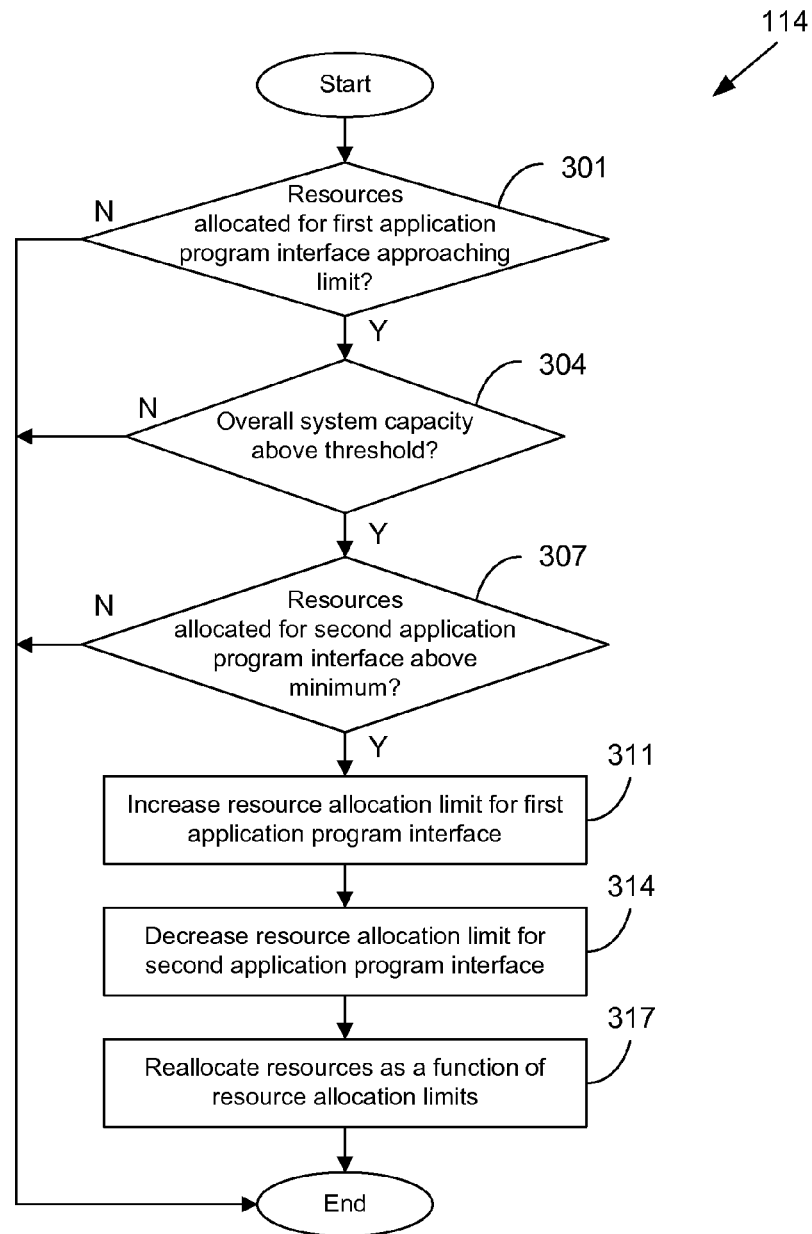 114
Start
301
N
Resources
allocated for first application
program interface approaching
limit?
Y
304
N
Overall system capacity
above threshold?
Y
307
N
Resources
allocated for second application
program interface above
minimum?
Y
311
Increase resource allocation limit for first
application program interface
314
Decrease resource allocation limit for
second application program interface
317
Reallocate resources as a function of
resource allocation limits
End